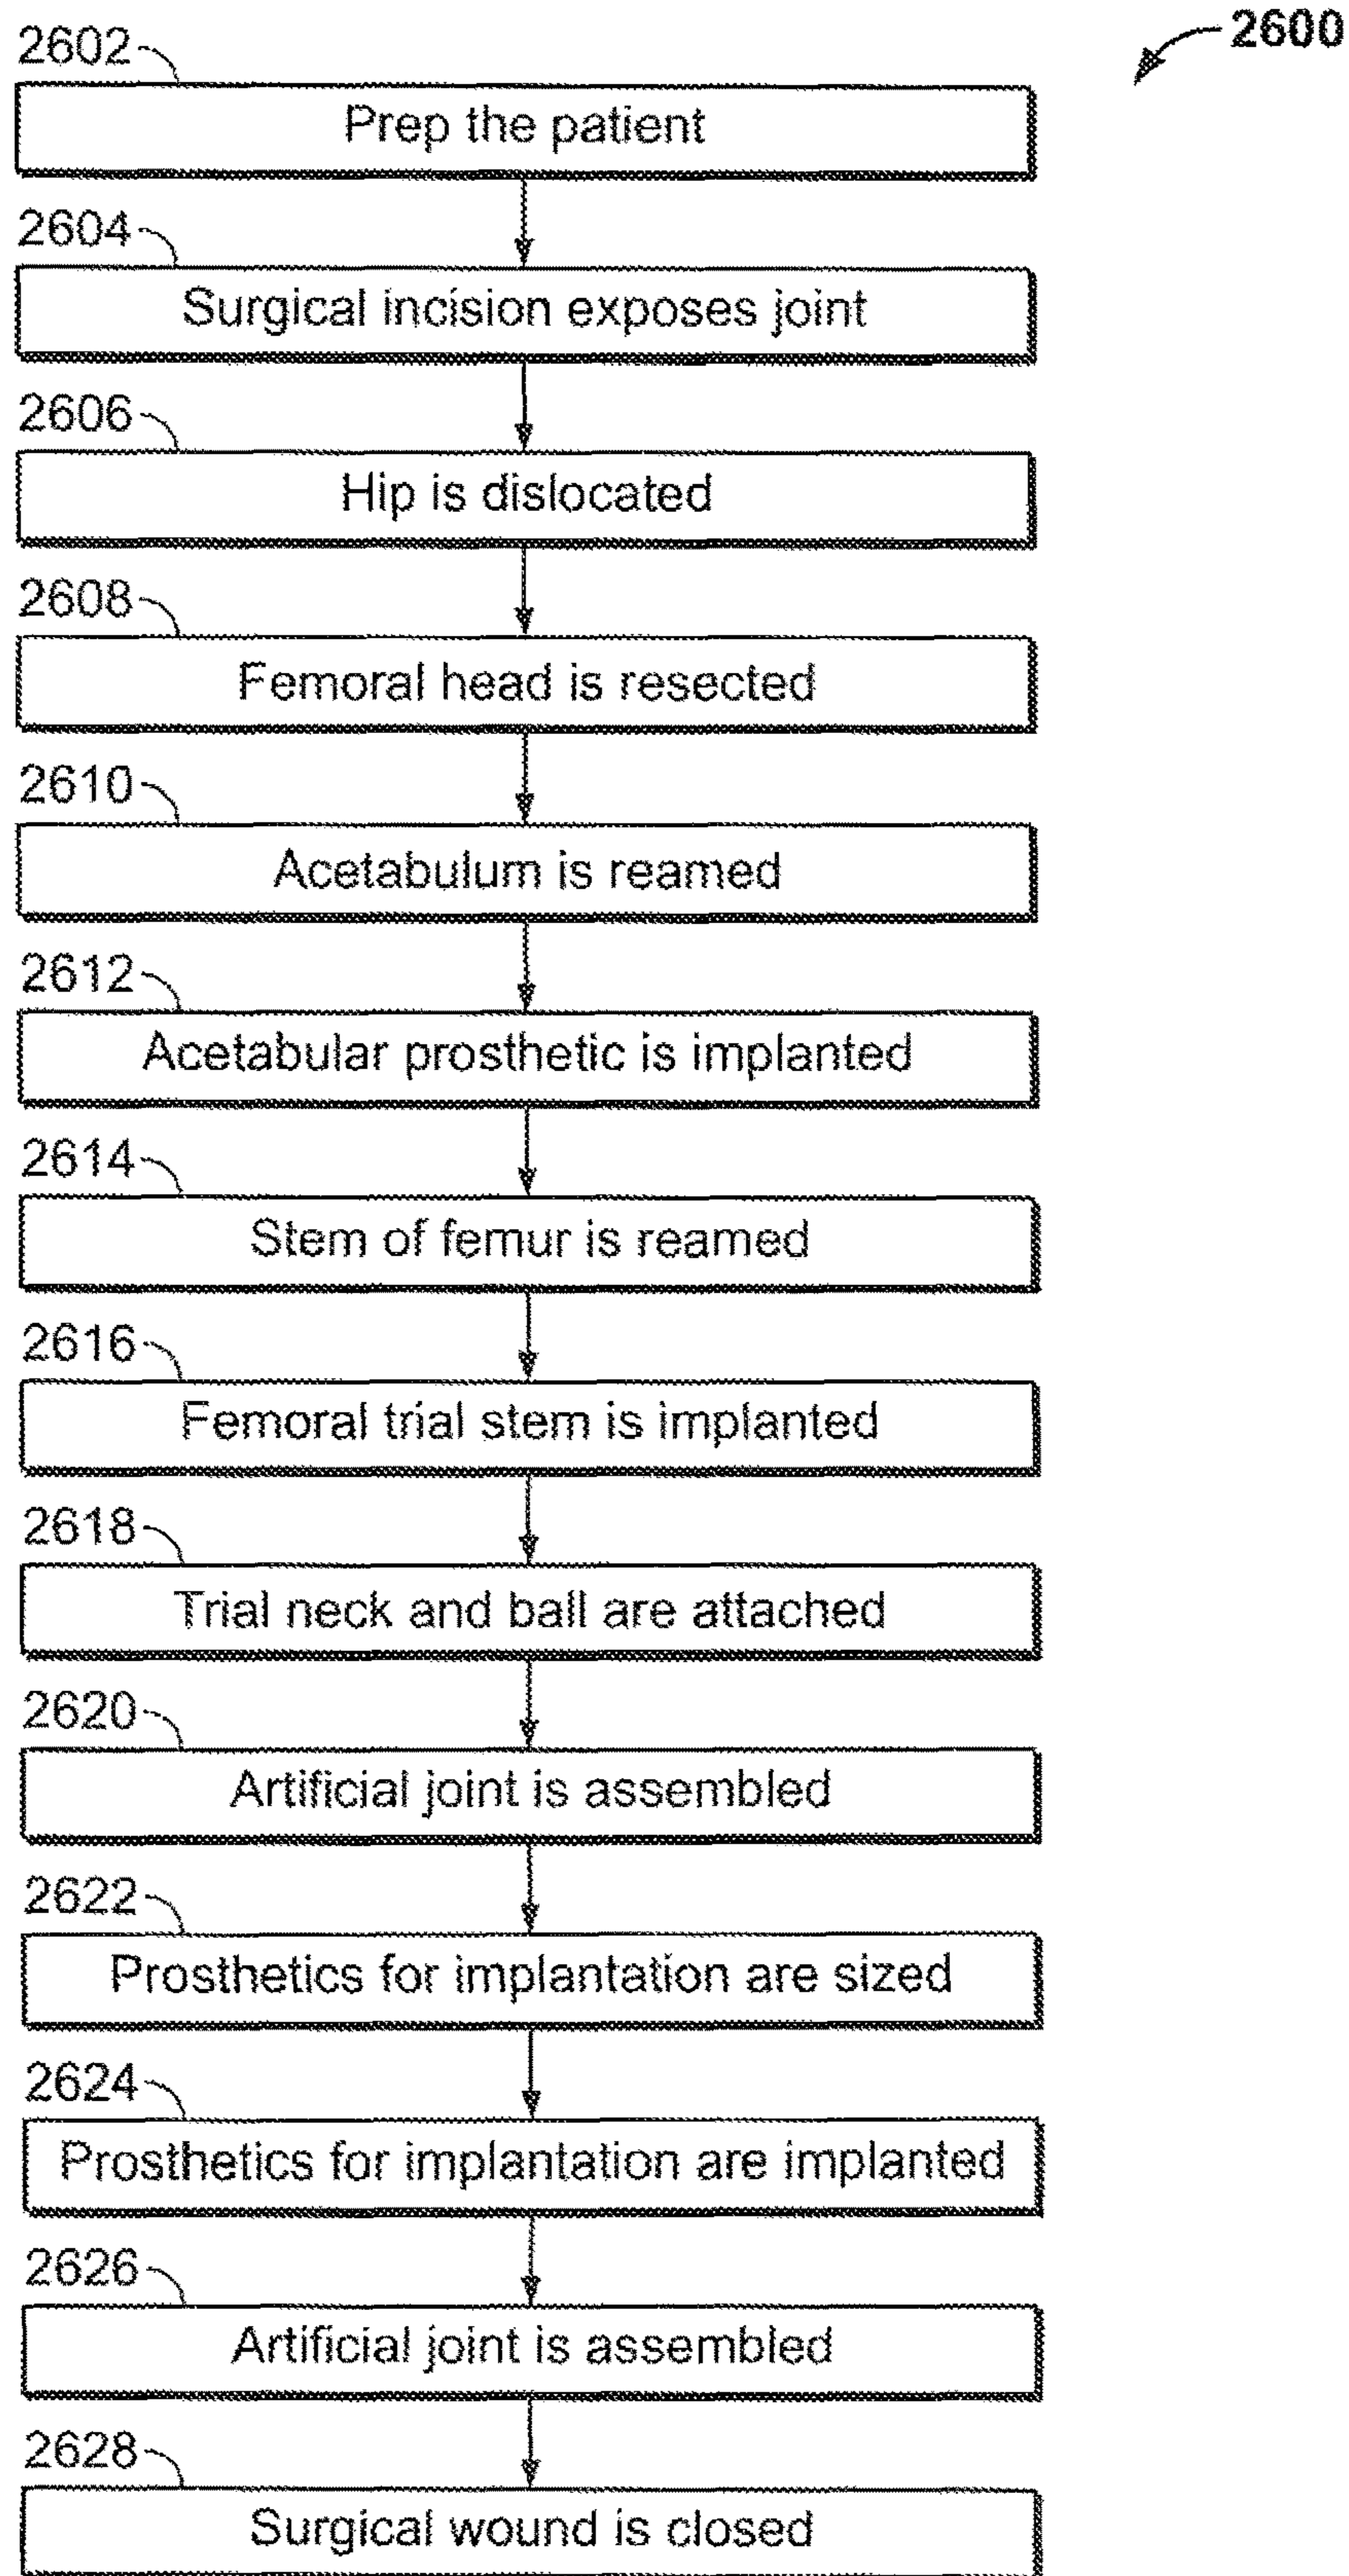 2600
2602
Prep the patient
2604
Surgical incision exposes joint
2606
Hip is dislocated
2608
Femoral head is resected
2610
Acetabulum is reamed
2612
Acetabular prosthetic is implanted
2614
Stem of femur is reamed
2616
Femoral trial stem is implanted
2618
Trial neck and ball are attached
2620
Artificial joint is assembled
2622
Prosthetics for implantation are sized
2624
Prosthetics for implantation are implanted
2626
Artificial joint is assembled
2628
Surgical wound is closed